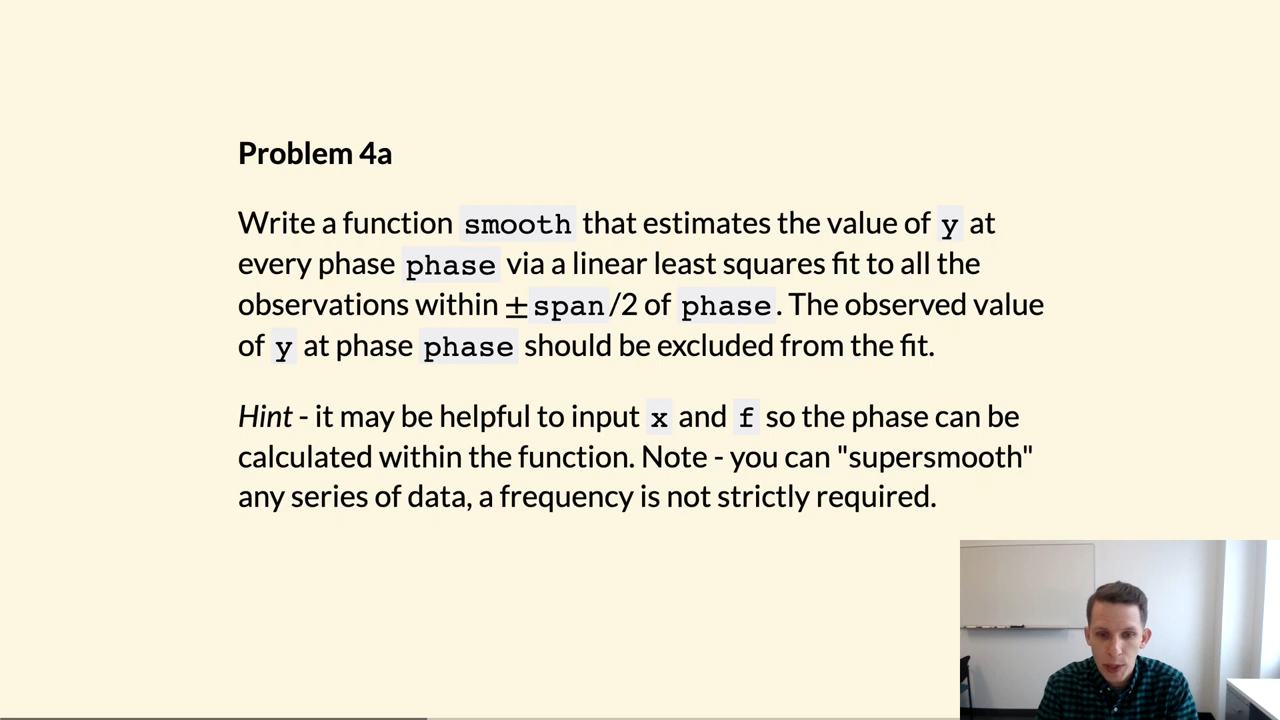 Problem 4a
Write a function smooth that estimates the value of y at
every phase phase via a linear least squares fit to all the
observations within ±span/2 of phase. The observed value
of y at phase phase should be excluded from the fit.
Hint - it may be helpful to input x and f so the phase can be
calculated within the function. Note - you can "supersmooth"
any series of data, a frequency is not strictly required.